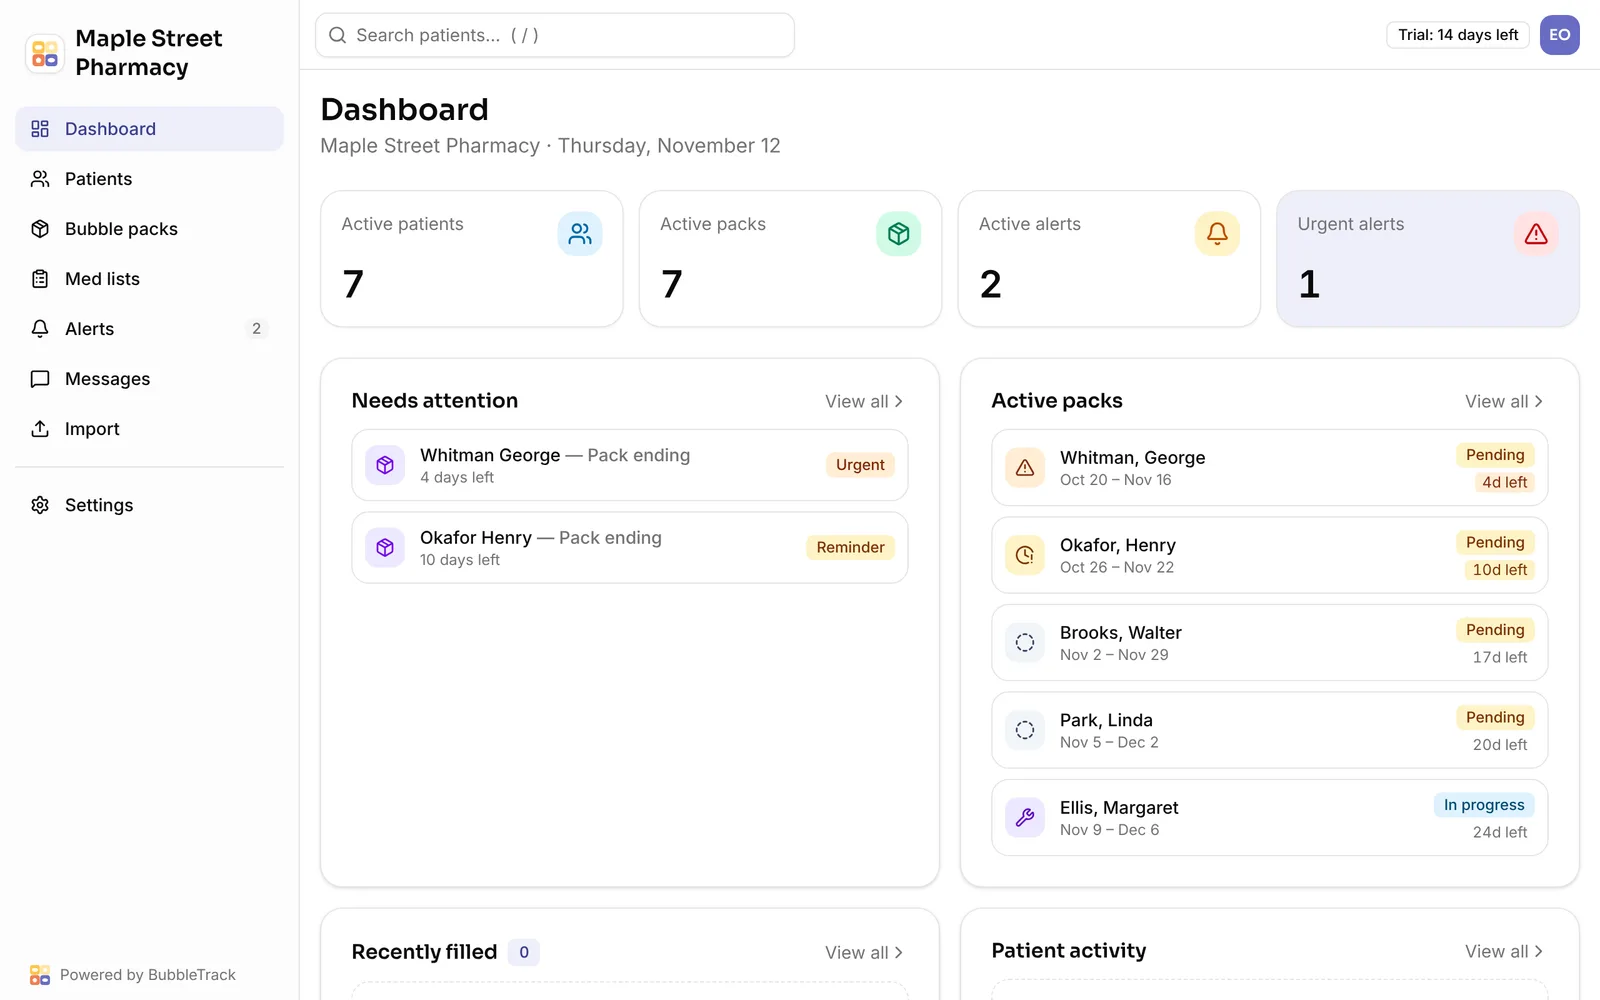 Maple Street
Pharmacy
Dashboard
Patients
Bubble packs
Med lists
Alerts 2
Messages
Import
Settings
Powered by BubbleTrack
Search patients... ( / )
Trial: 14 days left
EO
Dashboard
Maple Street Pharmacy · Thursday, November 12
Active patients
7
Active packs
7
Active alerts
2
Urgent alerts
1
Needs attention
View all
Whitman George — Pack ending
4 days left
Urgent
Okafor Henry — Pack ending
10 days left
Reminder
Active packs
View all
Whitman, George
Oct 20 – Nov 16
Pending
4d left
Okafor, Henry
Oct 26 – Nov 22
Pending
10d left
Brooks, Walter
Nov 2 – Nov 29
Pending
17d left
Park, Linda
Nov 5 – Dec 2
Pending
20d left
Ellis, Margaret
Nov 9 – Dec 6
In progress
24d left
Recently filled 0
View all
Patient activity
View all